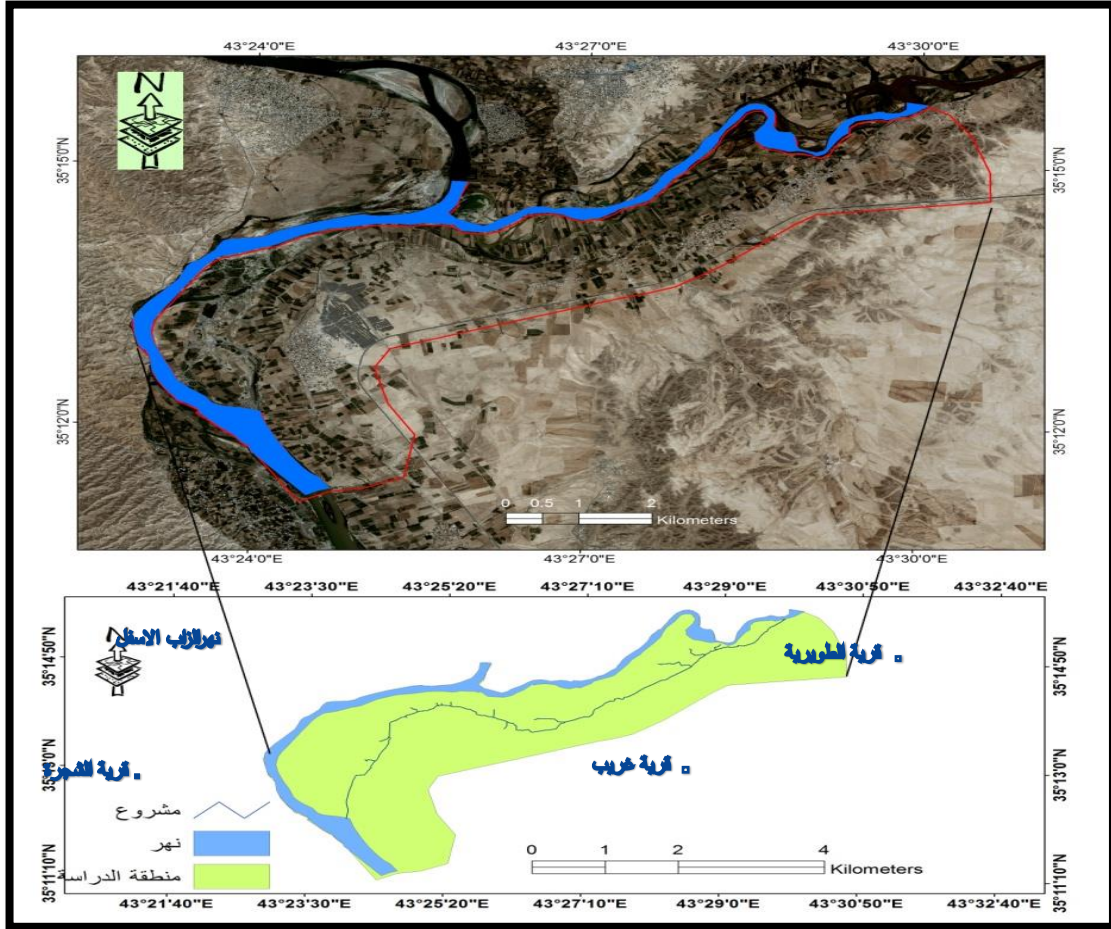 43°24'0"E 43°27'0"E 43°30'0"E
N
35°15'0"N 35°15'0"N
35°12'0"N 35°12'0"N
0 0.5 1 2
Kilometers
43°24'0"E 43°27'0"E 43°30'0"E
43°21'40"E 43°23'30"E 43°25'20"E 43°27'10"E 43°29'0"E 43°30'50"E 43°32'40"E
نهرالزاب الاسفل
N
35°14'50"N 35°14'50"N
قرية الطويرية .
قرية الشجرة .
قرية غريب .
35°13'0"N
مشروع
نهر
منطقة الدراسة
0 1 2 4
Kilometers
35°11'10"N 35°11'10"N
43°21'40"E 43°23'30"E 43°25'20"E 43°27'10"E 43°29'0"E 43°30'50"E 43°32'40"E